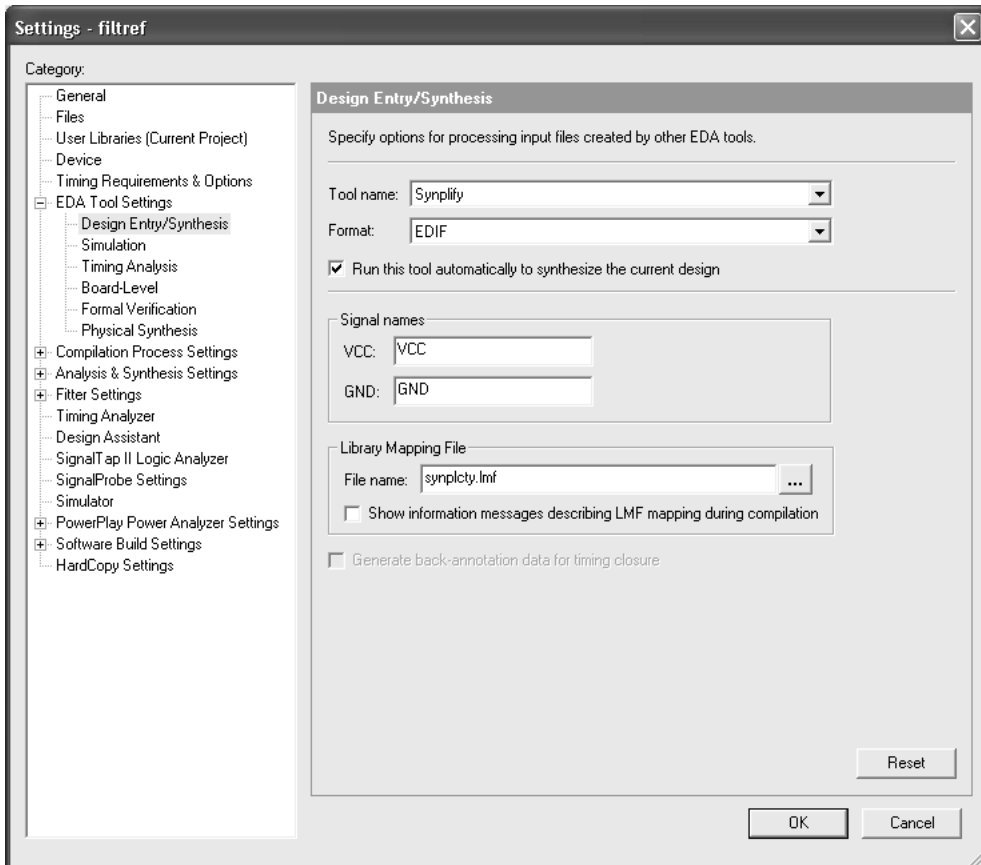 Settings - filtref
Category:
General
Files
User Libraries (Current Project)
Device
Timing Requirements & Options
EDA Tool Settings
Design Entry/Synthesis
Simulation
Timing Analysis
Board-Level
Formal Verification
Physical Synthesis
Compilation Process Settings
Analysis & Synthesis Settings
Fitter Settings
Timing Analyzer
Design Assistant
SignalTap II Logic Analyzer
SignalProbe Settings
Simulator
PowerPlay Power Analyzer Settings
Software Build Settings
HardCopy Settings
Design Entry/Synthesis
Specify options for processing input files created by other EDA tools.
Tool name: Synplify
Format: EDIF
Run this tool automatically to synthesize the current design
Signal names
VCC: VCC
GND: GND
Library Mapping File
File name: synplcty.lmf ...
Show information messages describing LMF mapping during compilation
Generate back-annotation data for timing closure
Reset
OK Cancel